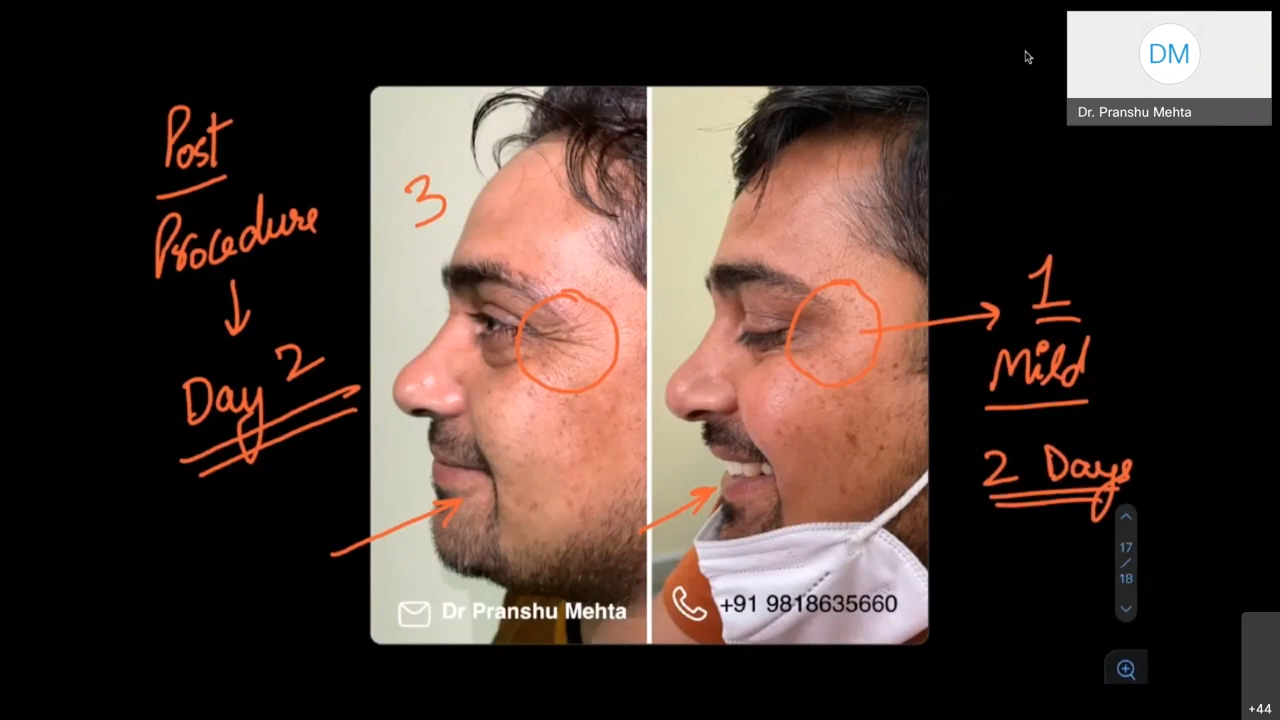 DM
Dr. Pranshu Mehta
Post
Procedure
Day 2
3
1
Mild
2 Days
Dr Pranshu Mehta
+91 9818635660
17
/
18
+44